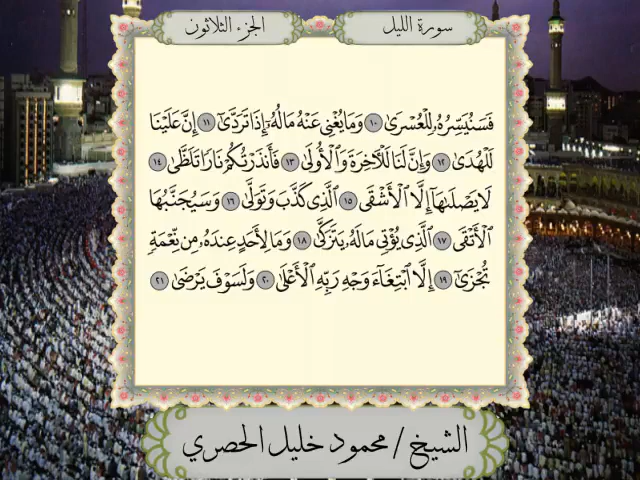 سورة الليل
الجزء الثلاثون
فَسَنُيَسِّرُهُۥ لِلْعُسْرَىٰ ١٠ وَمَا يُغْنِى عَنْهُ مَالُهُۥٓ إِذَا تَرَدَّىٰٓ ١١ إِنَّ عَلَيْنَا
لَلْهُدَىٰ ١٢ وَإِنَّ لَنَا لَلْـَٔاخِرَةَ وَٱلْأُولَىٰ ١٣ فَأَنذَرْتُكُمْ نَارًا تَلَظَّىٰ ١٤
لَا يَصْلَىٰهَآ إِلَّا ٱلْأَشْقَى ١٥ ٱلَّذِى كَذَّبَ وَتَوَلَّىٰ ١٦ وَسَيُجَنَّبُهَا
ٱلْأَتْقَى ١٧ ٱلَّذِى يُؤْتِى مَالَهُۥ يَتَزَكَّىٰ ١٨ وَمَا لِأَحَدٍ عِندَهُۥ مِن نِّعْمَةٍ
تُجْزَىٰٓ ١٩ إِلَّا ٱبْتِغَآءَ وَجْهِ رَبِّهِ ٱلْأَعْلَىٰ ٢٠ وَلَسَوْفَ يَرْضَىٰ ٢١
الشيخ / محمود خليل الحصري